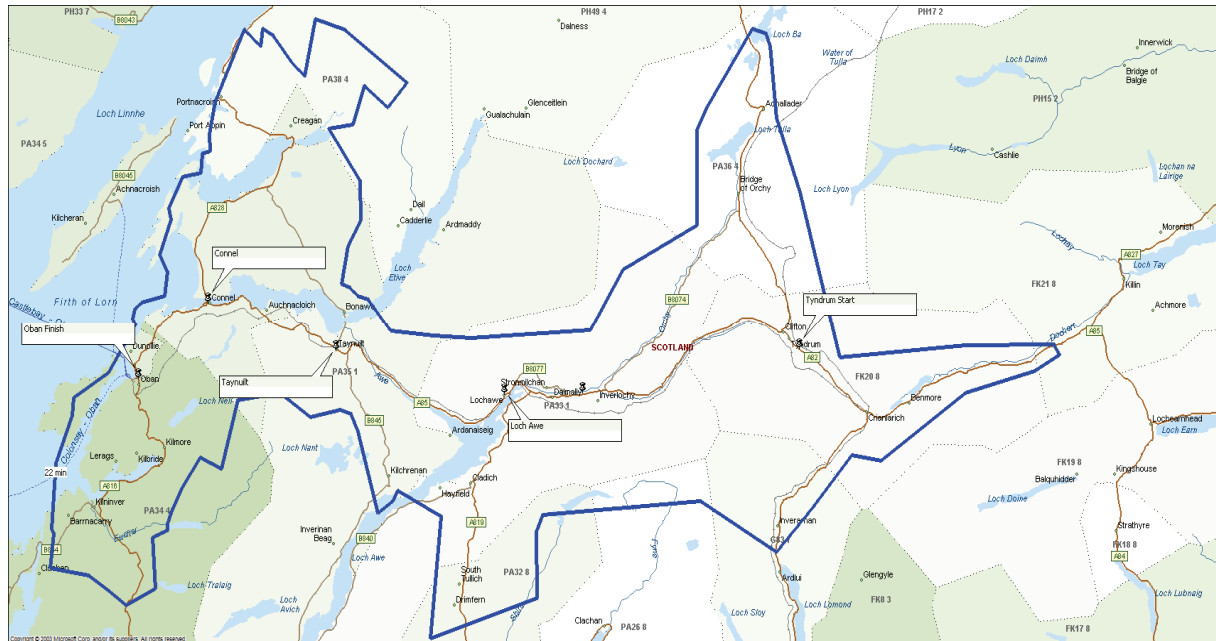 PH33 7
B8043
Dalness
PH49 4
PH17 2
Loch Ba
Innerwick
Bridge of
Balgie
Loch Daimh
Water of
Tulla
PA38 4
Portnacroish
Glenceitlein
Gualachulain
Achallader
PH15 2
Loch Linnhe
Port Appin
Creagan
Loch Tulla
PA34 5
Lyon
Cashlie
Loch Dochard
PA36 4
Lochan na
Lairige
B8045
Achnacroish
Bridge
of Orchy
Loch Lyon
Kilcheran
A828
Dail
Cadderlie
Ardmaddy
Morenish
Lochay
A827
Connel
Loch
Etive
Loch Tay
Killin
FK21 8
Firth of Lorn
Connel
Auchnacloich
Bonawe
B8074
Tyndrum Start
Achmore
Oban Finish
Orchy
Clifton
Dochart
A85
Dunollie
Taynuilt
SCOTLAND
Tyndrum
A82
Oban
PA35 1
Awe
B8077
Stronmilchan
FK20 8
Taynuilt
A85
Lochawe
Dalmally
PA33 1
Inverlochy
Benmore
Loch Nell
Loch Awe
Crianlarich
Colonsay - Oban
B845
Ardanaiseig
Lochearnhead
Loch Earn
Kilmore
Loch Nant
Lerags
Kilbride
22 min
Kilchrenan
Cladich
FK19 8
Balquhidder
Kingshouse
A816
Hayfield
Loch Doine
Kilninver
Barrnacarry
PA34 4
A819
Inverinan
Beag
B840
Inverarnan
Strathyre
Fyne
G83 7
FK18 8
A84
Loch Awe
Loch Tralaig
South
Tullich
PA32 8
Ardlui
Glengyle
Loch
Avich
Drimfern
Loch Sloy
Loch Lomond
FK8 3
Loch Lubnaig
Clachan
PA26 8
FK17 8